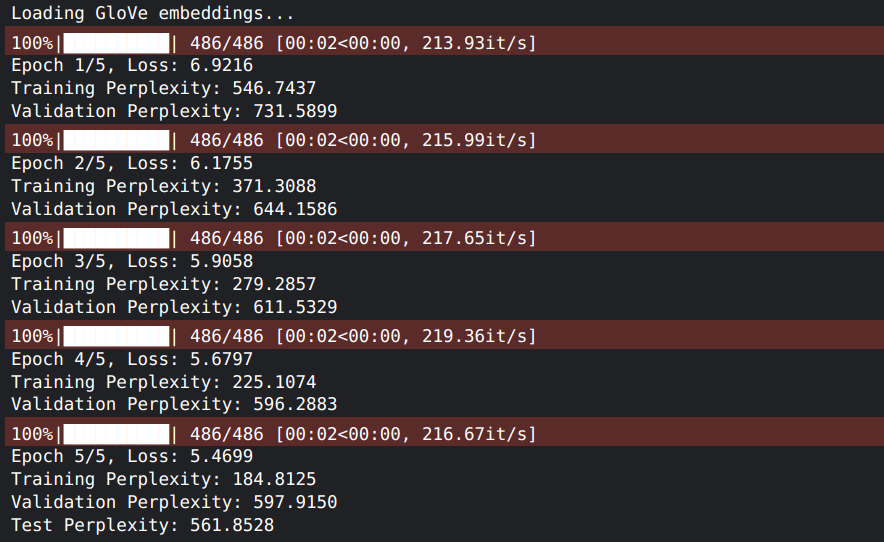 Loading GloVe embeddings...
100%|██████████| 486/486 [00:02<00:00, 213.93it/s]
Epoch 1/5, Loss: 6.9216
Training Perplexity: 546.7437
Validation Perplexity: 731.5899
100%|██████████| 486/486 [00:02<00:00, 215.99it/s]
Epoch 2/5, Loss: 6.1755
Training Perplexity: 371.3088
Validation Perplexity: 644.1586
100%|██████████| 486/486 [00:02<00:00, 217.65it/s]
Epoch 3/5, Loss: 5.9058
Training Perplexity: 279.2857
Validation Perplexity: 611.5329
100%|██████████| 486/486 [00:02<00:00, 219.36it/s]
Epoch 4/5, Loss: 5.6797
Training Perplexity: 225.1074
Validation Perplexity: 596.2883
100%|██████████| 486/486 [00:02<00:00, 216.67it/s]
Epoch 5/5, Loss: 5.4699
Training Perplexity: 184.8125
Validation Perplexity: 597.9150
Test Perplexity: 561.8528